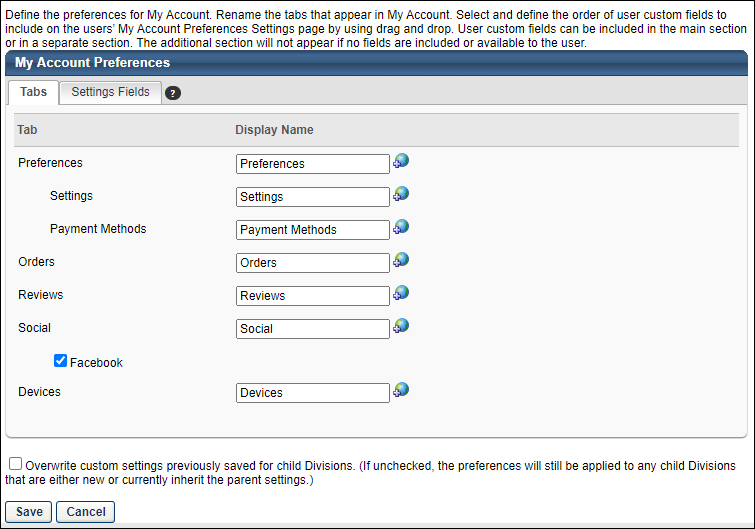 Define the preferences for My Account. Rename the tabs that appear in My Account. Select and define the order of user custom fields to
include on the users' My Account Preferences Settings page by using drag and drop. User custom fields can be included in the main section
or in a separate section. The additional section will not appear if no fields are included or available to the user.
My Account Preferences
Tabs Settings Fields ?
Tab Display Name
Preferences Preferences
Settings Settings
Payment Methods Payment Methods
Orders Orders
Reviews Reviews
Social Social
Facebook
Devices Devices
Overwrite custom settings previously saved for child Divisions. (If unchecked, the preferences will still be applied to any child Divisions
that are either new or currently inherit the parent settings.)
Save Cancel